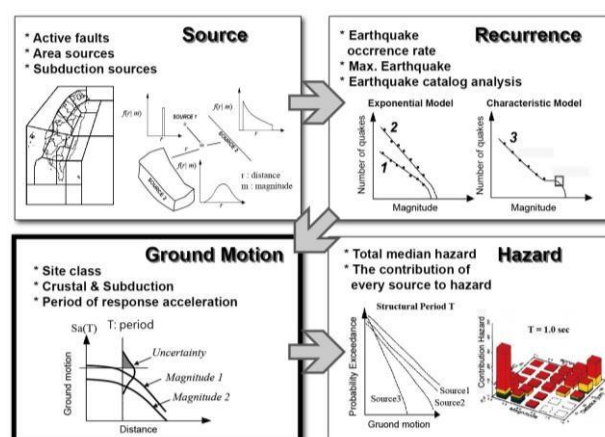 Source
* Active faults
* Area sources
* Subduction sources
f(r| m)
r
SOURCE 1
f(r| m)
r
SOURCE 2
f(r| m)
r
SOURCE 3
r : distance
m : magnitude
Recurrence
* Earthquake
occrrence rate
* Max. Earthquake
* Earthquake catalog analysis
Exponential Model
Number of quakes
2
1
Magnitude
Characteristic Model
Number of quakes
3
Magnitude
Ground Motion
* Site class
* Crustal & Subduction
* Period of response acceleration
Sa(T)
T: period
Uncertainty
Magnitude 1
Magnitude 2
Ground motion
Distance
Hazard
* Total median hazard
* The contribution of
every source to hazard
Structural Period T
Probability Exceedance
Source1
Source2
Source3
Gruond motion
T = 1.0 sec
Contribution Hazard